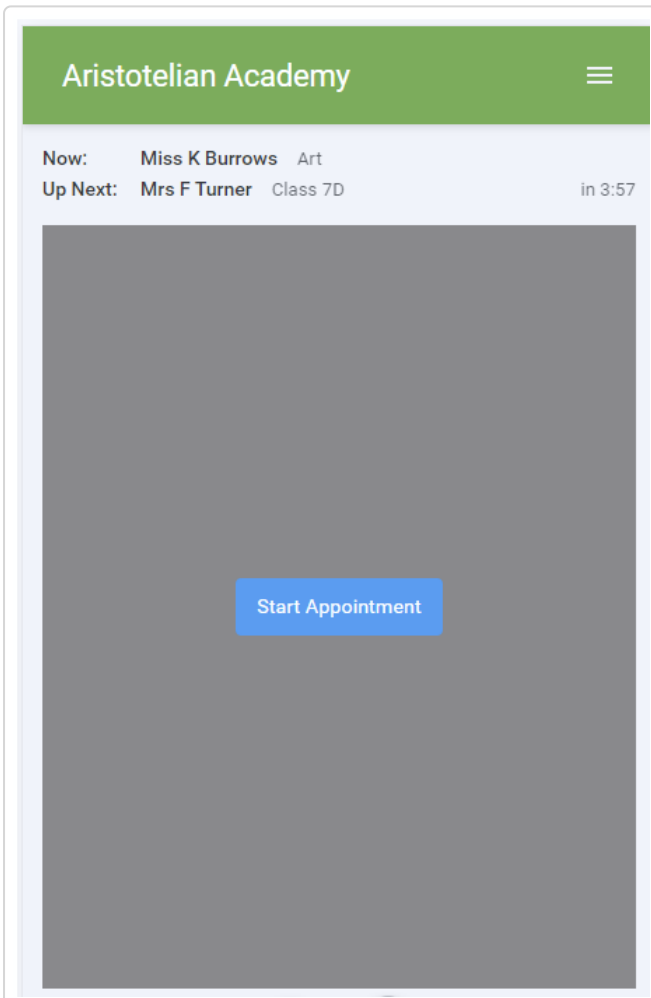 Aristotelian Academy
Now: Miss K Burrows Art
Up Next: Mrs F Turner Class 7D in 3:57
Start Appointment